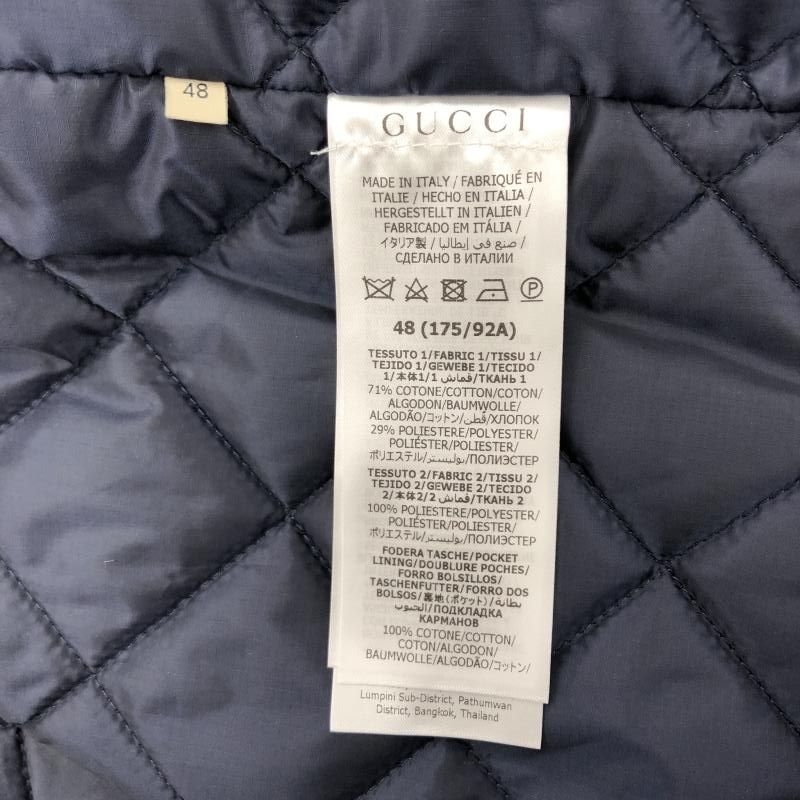 48
GUCCI
MADE IN ITALY / FABRIQUÉ EN
ITALIE / HECHO EN ITALIA /
HERGESTELLT IN ITALIEN /
FABRICADO EM ITÁLIA /
イタリア製 / صنع في إيطاليا /
СДЕЛАНО В ИТАЛИИ
P
48 (175/92A)
TESSUTO 1/FABRIC 1/TISSU 1/
TEJIDO 1/GEWEBE 1/TECIDO
1/本体1/قماش 1/ТКАНЬ 1
71% COTONE/COTTON/COTON/
ALGODON/BAUMWOLLE/
ALGODÃO/コットン/قطن/ХЛОПОК
29% POLIESTERE/POLYESTER/
POLIÉSTER/POLYESTER/
ポリエステル/بوليستر/ПОЛИЭСТЕР
TESSUTO 2/FABRIC 2/TISSU 2/
TEJIDO 2/GEWEBE 2/TECIDO
2/本体2/قماش 2/ТКАНЬ 2
100% POLIESTERE/POLYESTER/
POLIÉSTER/POLYESTER/
ポリエステル/بوليستر/ПОЛИЭСТЕР
FODERA TASCHE/POCKET
LINING/DOUBLURE POCHES/
FORRO BOLSILLOS/
TASCHENFUTTER/FORRO DOS
BOLSOS/裏地(ポケット)/بطانة
الجيوب/ПОДКЛАДКА
КАРМАНОВ
100% COTONE/COTTON/
COTON/ALGODON/
BAUMWOLLE/ALGODÃO/コットン/
Lumpini Sub-District, Pathumwan
District, Bangkok, Thailand